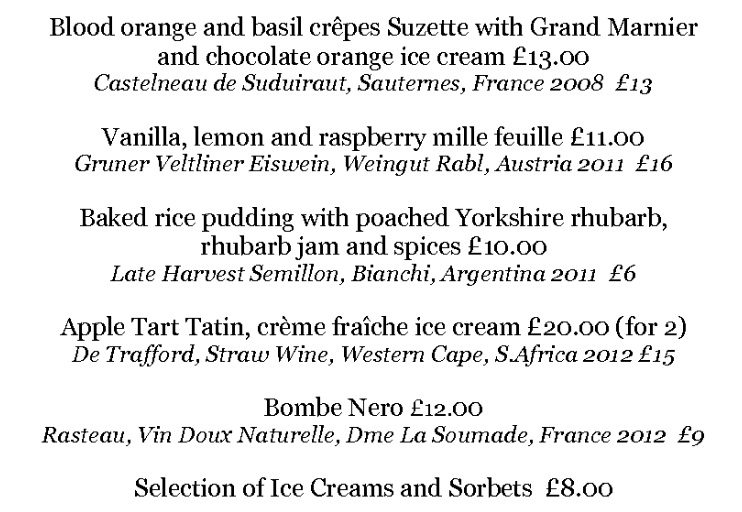 Blood orange and basil crêpes Suzette with Grand Marnier
and chocolate orange ice cream £13.00
Castelneau de Suduiraut, Sauternes, France 2008 £13
Vanilla, lemon and raspberry mille feuille £11.00
Gruner Veltliner Eiswein, Weingut Rabl, Austria 2011 £16
Baked rice pudding with poached Yorkshire rhubarb,
rhubarb jam and spices £10.00
Late Harvest Semillon, Bianchi, Argentina 2011 £6
Apple Tart Tatin, crème fraîche ice cream £20.00 (for 2)
De Trafford, Straw Wine, Western Cape, S.Africa 2012 £15
Bombe Nero £12.00
Rasteau, Vin Doux Naturelle, Dme La Soumade, France 2012 £9
Selection of Ice Creams and Sorbets £8.00